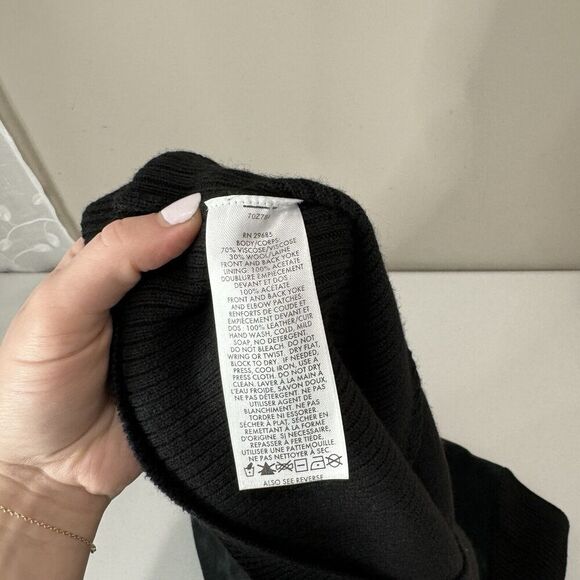 RN 29685
BODY/CORPS:
70% VISCOSE/VISCOSE
30% WOOL/LAINE
FRONT AND BACK YOKE
LINING: 100% ACETATE
DOUBLURE EMPIÈCEMENT
DEVANT ET DOS :
100% ACETATE
FRONT AND BACK YOKE
AND ELBOW PATCHES:
RENFORTS DE COUDE ET
EMPIÈCEMENT DEVANT ET
DOS : 100% LEATHER/CUIR
HAND WASH, COLD, MILD
SOAP, NO DETERGENT. DO
NOT BLEACH. DO NOT
WRING OR TWIST. DRY FLAT,
BLOCK TO DRY. IF NEEDED,
PRESS, COOL IRON, USE
PRESS CLOTH. DO NOT DRY
CLEAN. LAVER À LA MAIN À
L'EAU FROIDE, SAVON DOUX,
NE PAS DÉTERGENT. NE PAS
UTILISER AGENT DE
BLANCHIMENT. NE PAS
TORDRE NI ESSORER.
SÉCHER À PLAT, SÉCHER EN
REMETTANT À LA FORME
D'ORIGINE. SI NÉCESSAIRE,
REPASSER À FER TIÈDE,
UTILISER UNE PATTEMOUILLE.
NE PAS NETTOYER À SEC.
ALSO SEE REVERSE